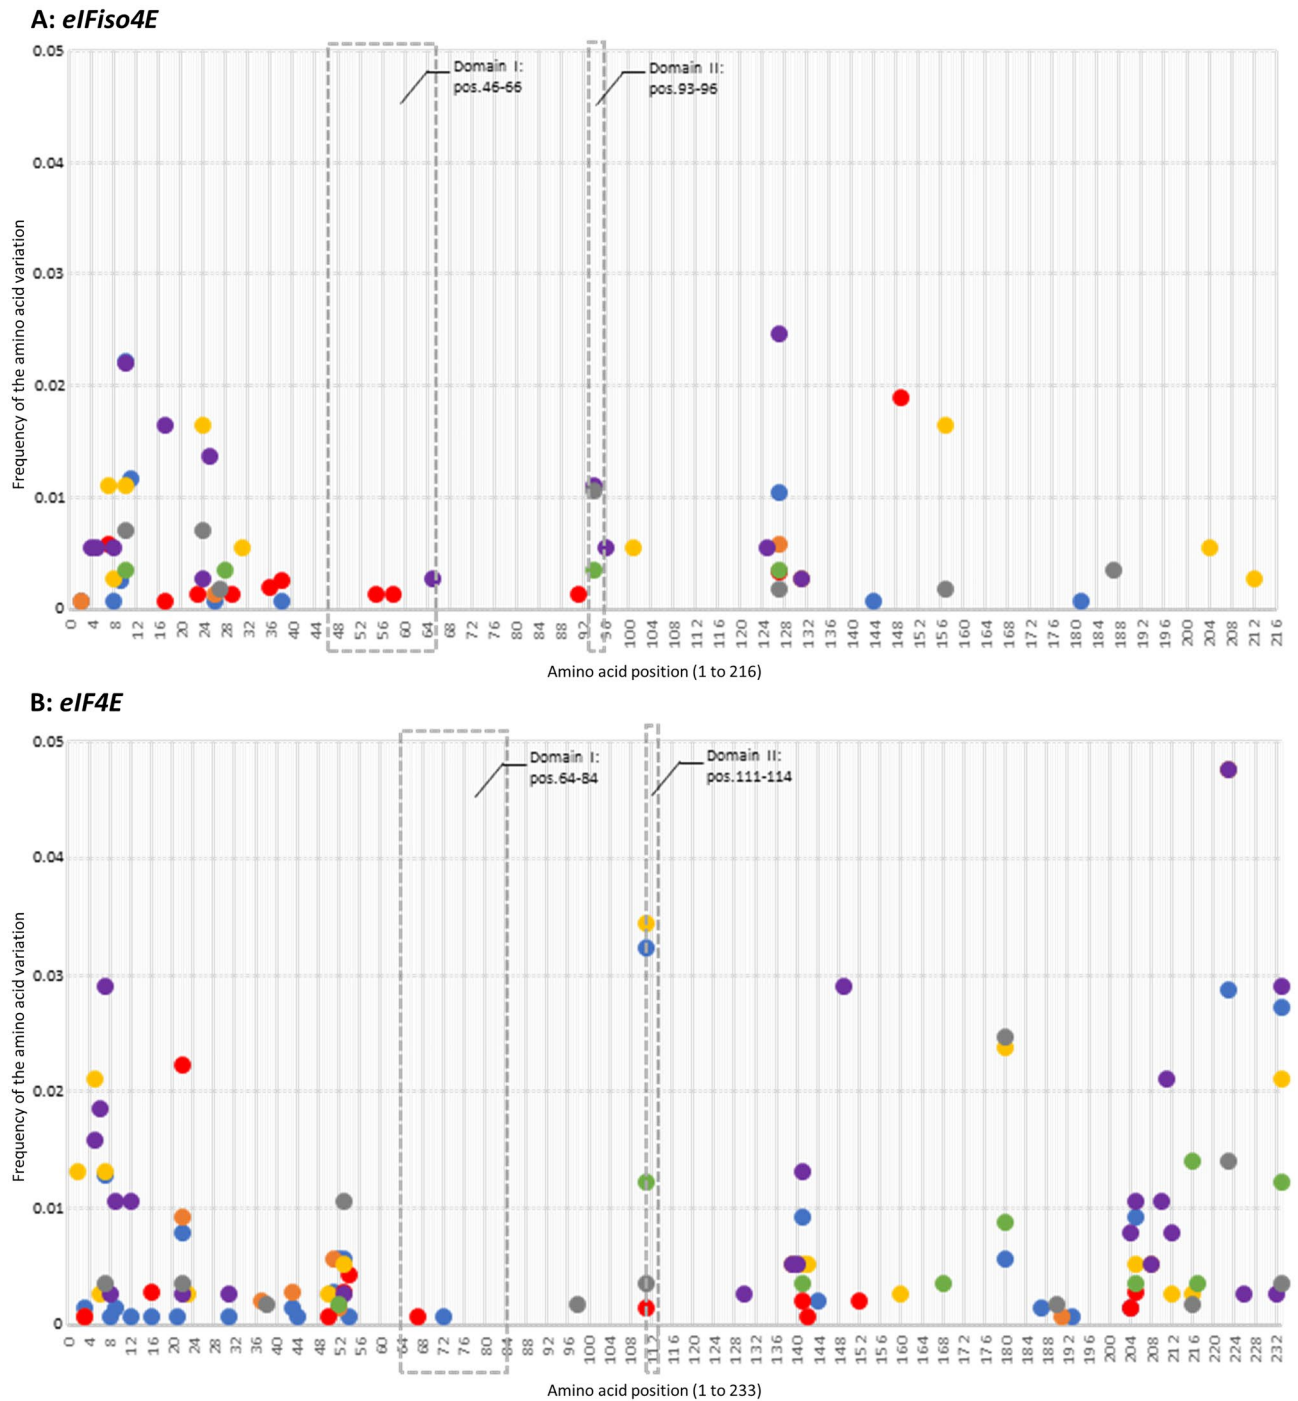 A: eIFiso4E
0.05
0.04
0.03
0.02
0.01
0
Frequency of the amino acid variation
Domain I:
pos.46-66
Domain II:
pos.93-96
0 4 8 12 16 20 24 28 32 36 40 44 48 52 56 60 64 68 72 76 80 84 88 92 96 100 104 108 112 116 120 124 128 132 136 140 144 148 152 156 160 164 168 172 176 180 184 188 192 196 200 204 208 212 216
Amino acid position (1 to 216)
B: eIF4E
0.05
0.04
0.03
0.02
0.01
0
Frequency of the amino acid variation
Domain I:
pos.64-84
Domain II:
pos.111-114
0 4 8 12 16 20 24 28 32 36 40 44 48 52 56 60 64 68 72 76 80 84 88 92 96 100 104 108 112 116 120 124 128 132 136 140 144 148 152 156 160 164 168 172 176 180 184 188 192 196 200 204 208 212 216 220 224 228 232
Amino acid position (1 to 233)